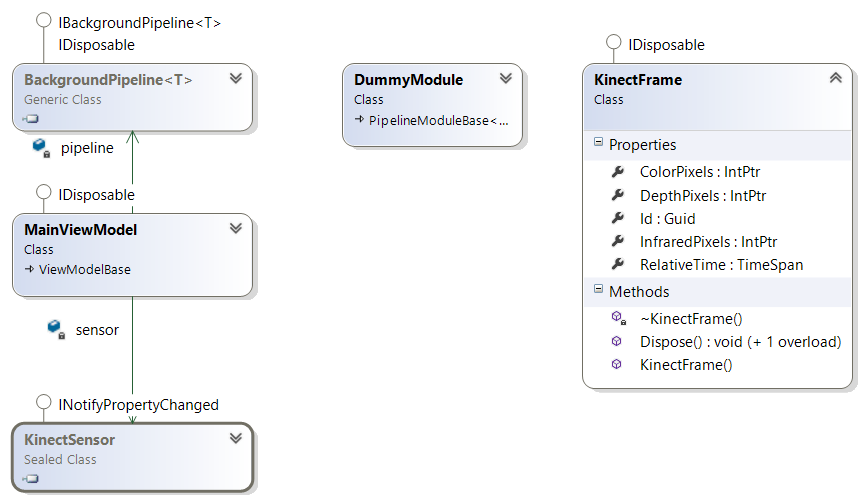 IBackgroundPipeline<T>
IDisposable
BackgroundPipeline<T>
Generic Class
pipeline
IDisposable
MainViewModel
Class
ViewModelBase
sensor
INotifyPropertyChanged
KinectSensor
Sealed Class
DummyModule
Class
PipelineModuleBase<...
IDisposable
KinectFrame
Class
Properties
ColorPixels : IntPtr
DepthPixels : IntPtr
Id : Guid
InfraredPixels : IntPtr
RelativeTime : TimeSpan
Methods
~KinectFrame()
Dispose() : void (+ 1 overload)
KinectFrame()